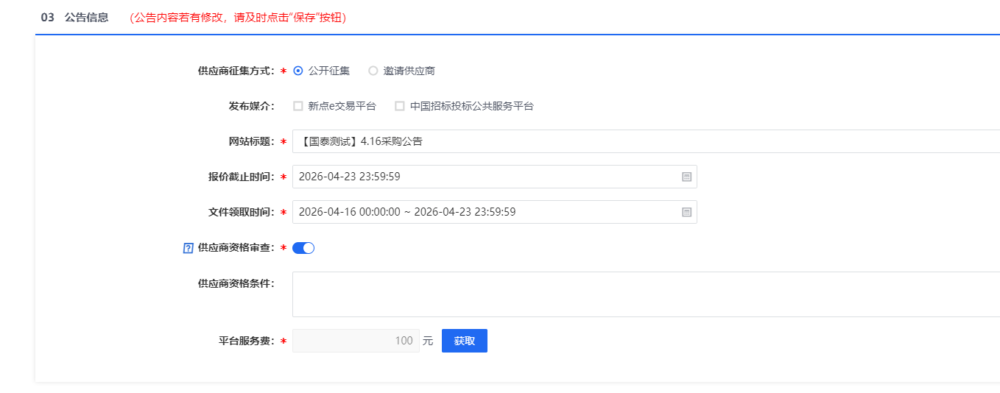 03 公告信息 (公告内容若有修改，请及时点击“保存”按钮)
供应商征集方式: * 公开征集 邀请供应商
发布媒介: 新点e交易平台 中国招标投标公共服务平台
网站标题: * 【国泰测试】4.16采购公告
报价截止时间: * 2026-04-23 23:59:59
文件领取时间: * 2026-04-16 00:00:00 ~ 2026-04-23 23:59:59
? 供应商资格审查: *
供应商资格条件:
平台服务费: * 100 元 获取